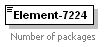 Element-7224
Number of packages